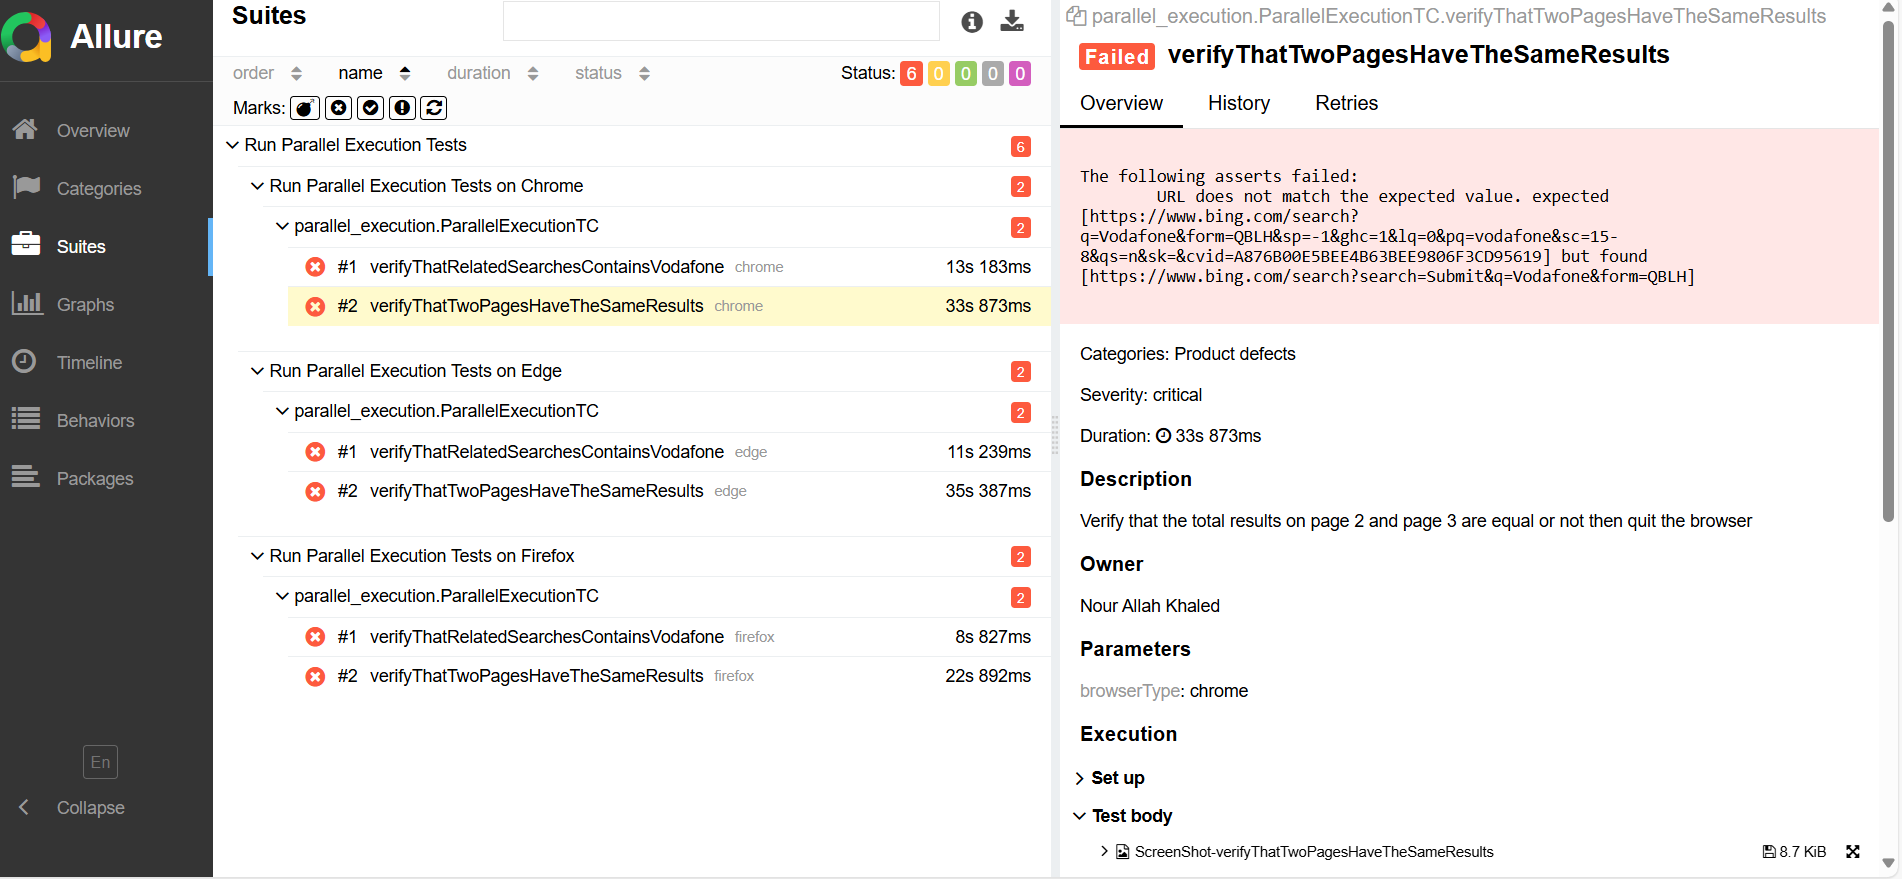 Allure
Overview
Categories
Suites
Graphs
Timeline
Behaviors
Packages
En
Collapse
Suites
order name duration status Status: 6 0 0 0 0
Marks:
Run Parallel Execution Tests 6
Run Parallel Execution Tests on Chrome 2
parallel_execution.ParallelExecutionTC 2
#1 verifyThatRelatedSearchesContainsVodafone chrome 13s 183ms
#2 verifyThatTwoPagesHaveTheSameResults chrome 33s 873ms
Run Parallel Execution Tests on Edge 2
parallel_execution.ParallelExecutionTC 2
#1 verifyThatRelatedSearchesContainsVodafone edge 11s 239ms
#2 verifyThatTwoPagesHaveTheSameResults edge 35s 387ms
Run Parallel Execution Tests on Firefox 2
parallel_execution.ParallelExecutionTC 2
#1 verifyThatRelatedSearchesContainsVodafone firefox 8s 827ms
#2 verifyThatTwoPagesHaveTheSameResults firefox 22s 892ms
parallel_execution.ParallelExecutionTC.verifyThatTwoPagesHaveTheSameResults
Failed verifyThatTwoPagesHaveTheSameResults
Overview History Retries
The following asserts failed:
URL does not match the expected value. expected
[https://www.bing.com/search?
q=Vodafone&form=QBLH&sp=-1&ghc=1&lq=0&pq=vodafone&sc=15-
8&qs=n&sk=&cvid=A876B00E5BEE4B63BEE9806F3CD95619] but found
[https://www.bing.com/search?search=Submit&q=Vodafone&form=QBLH]
Categories: Product defects
Severity: critical
Duration: 33s 873ms
Description
Verify that the total results on page 2 and page 3 are equal or not then quit the browser
Owner
Nour Allah Khaled
Parameters
browserType: chrome
Execution
Set up
Test body
ScreenShot-verifyThatTwoPagesHaveTheSameResults 8.7 KiB